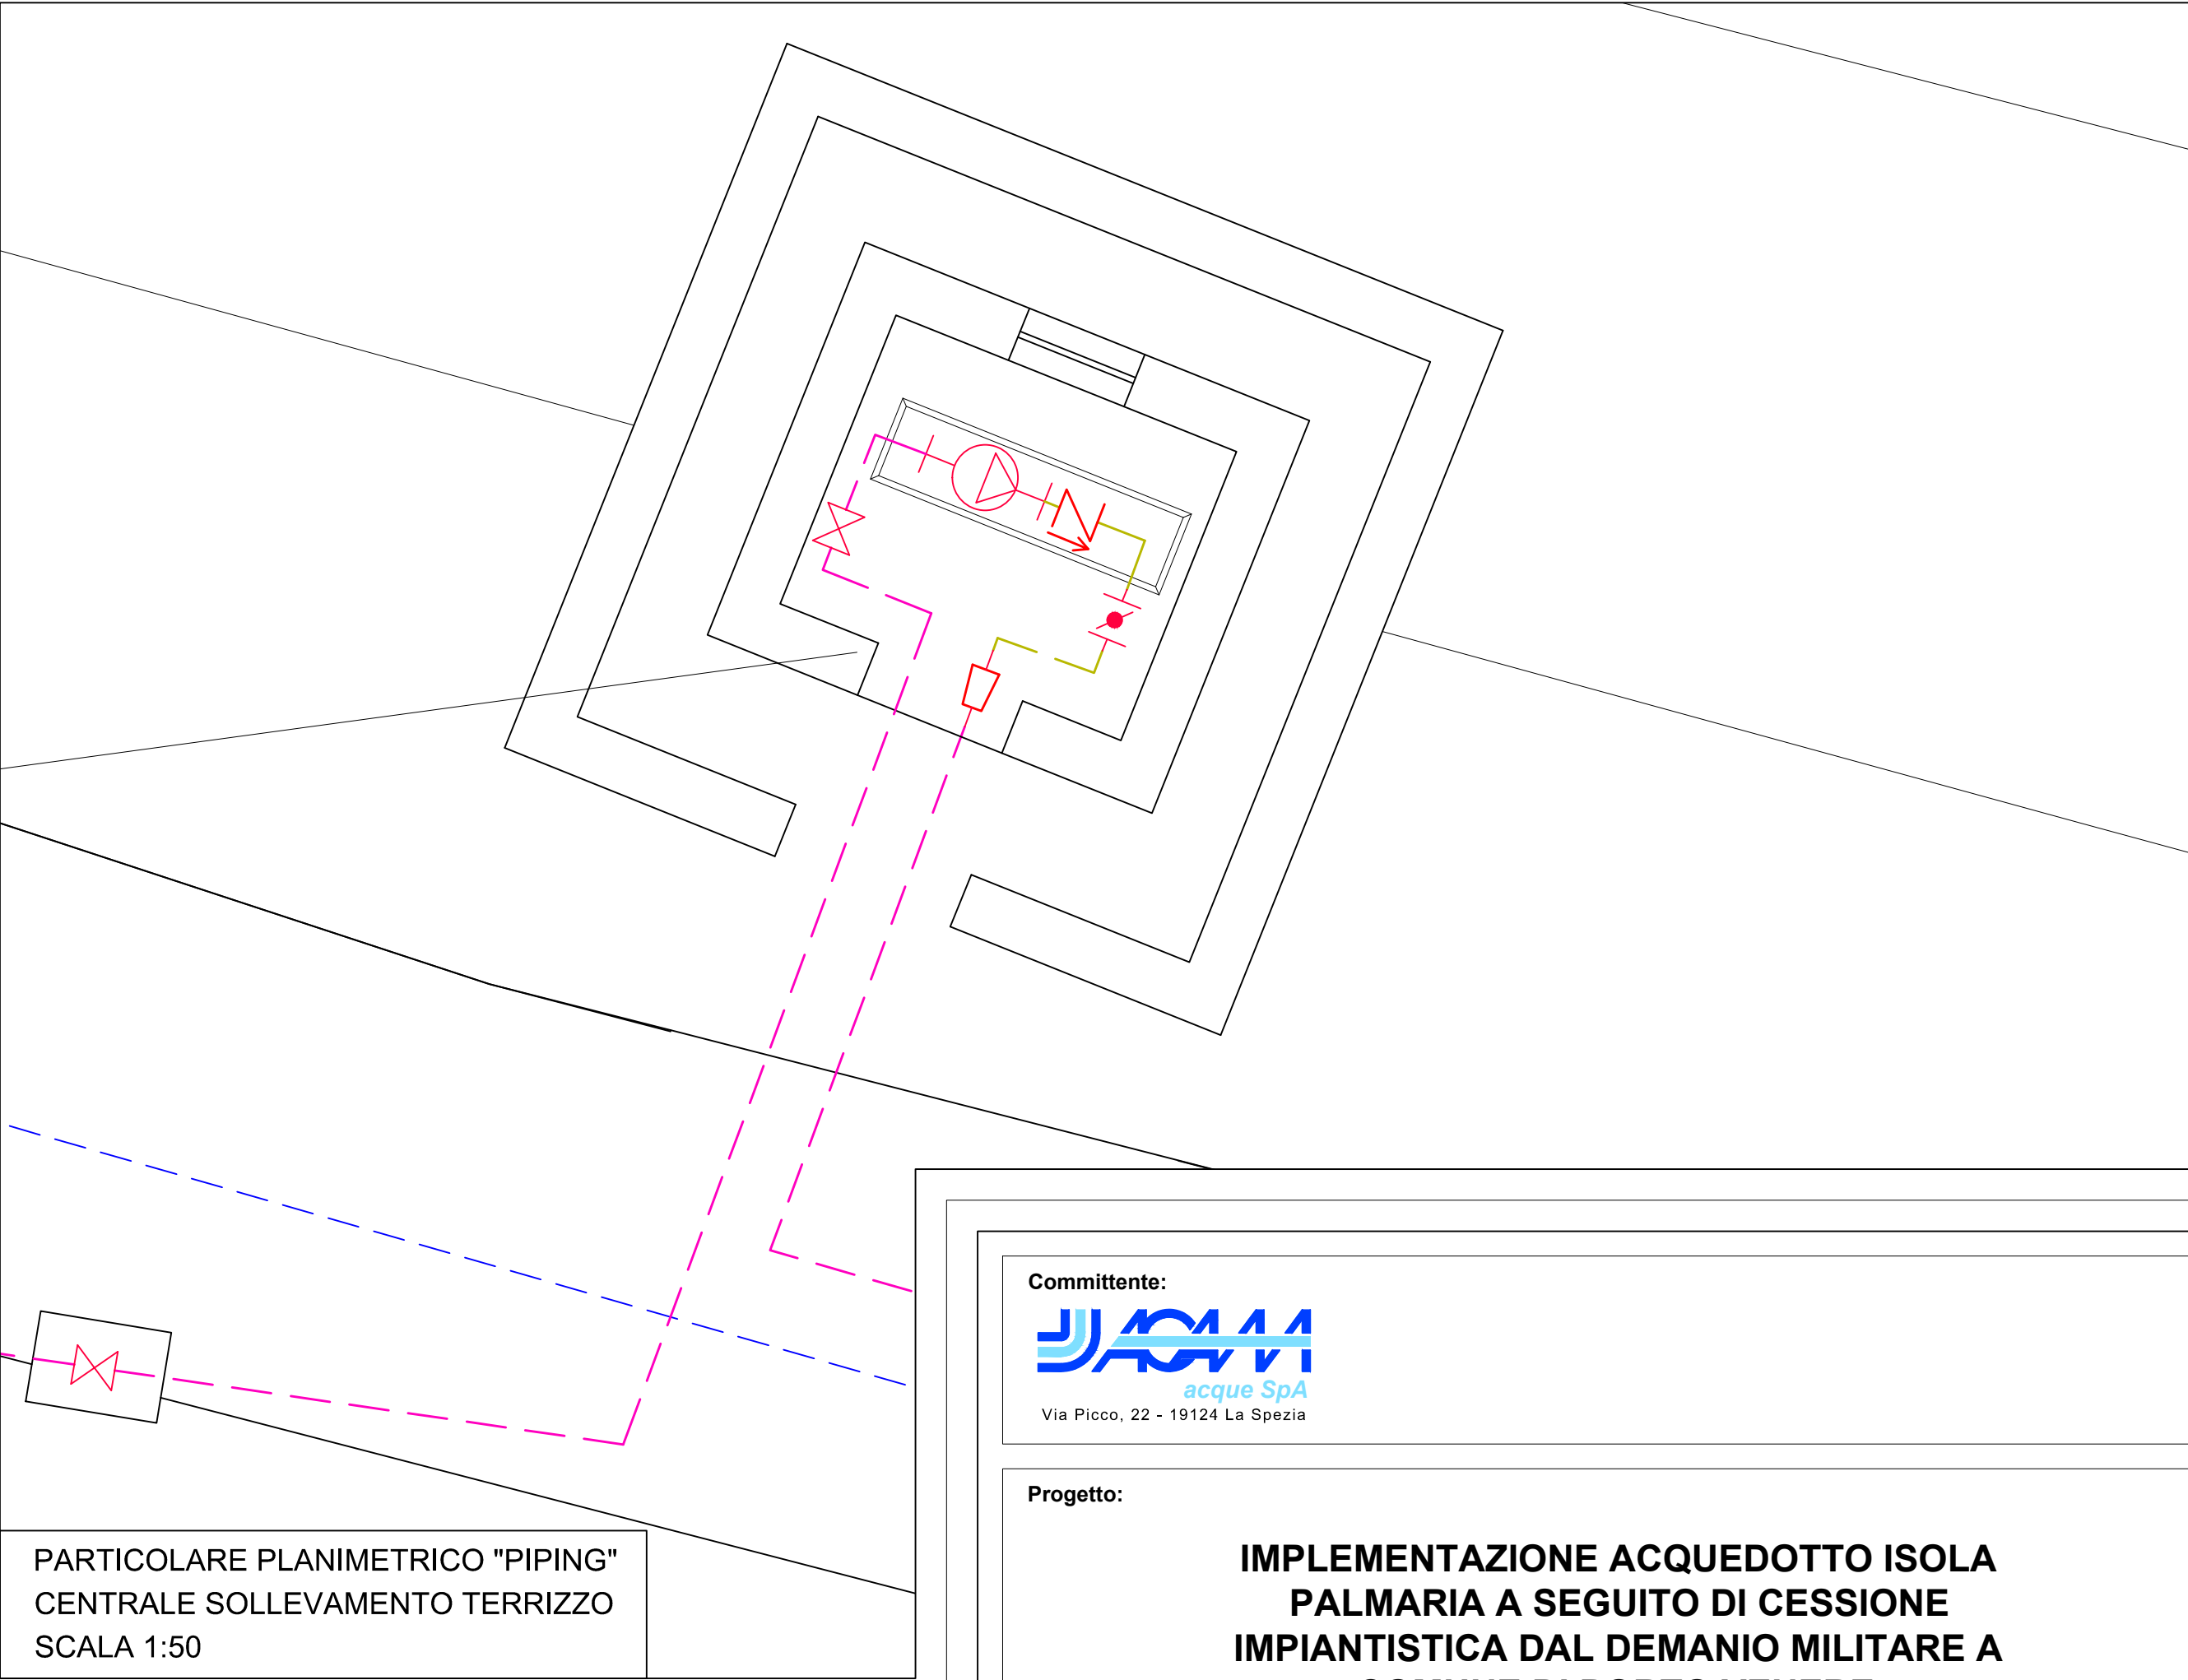 Committente:
ACAM
acque SpA
Via Picco, 22 - 19124 La Spezia
Progetto:
IMPLEMENTAZIONE ACQUEDOTTO ISOLA
PALMARIA A SEGUITO DI CESSIONE
IMPIANTISTICA DAL DEMANIO MILITARE A
PARTICOLARE PLANIMETRICO "PIPING"
CENTRALE SOLLEVAMENTO TERRIZZO
SCALA 1:50